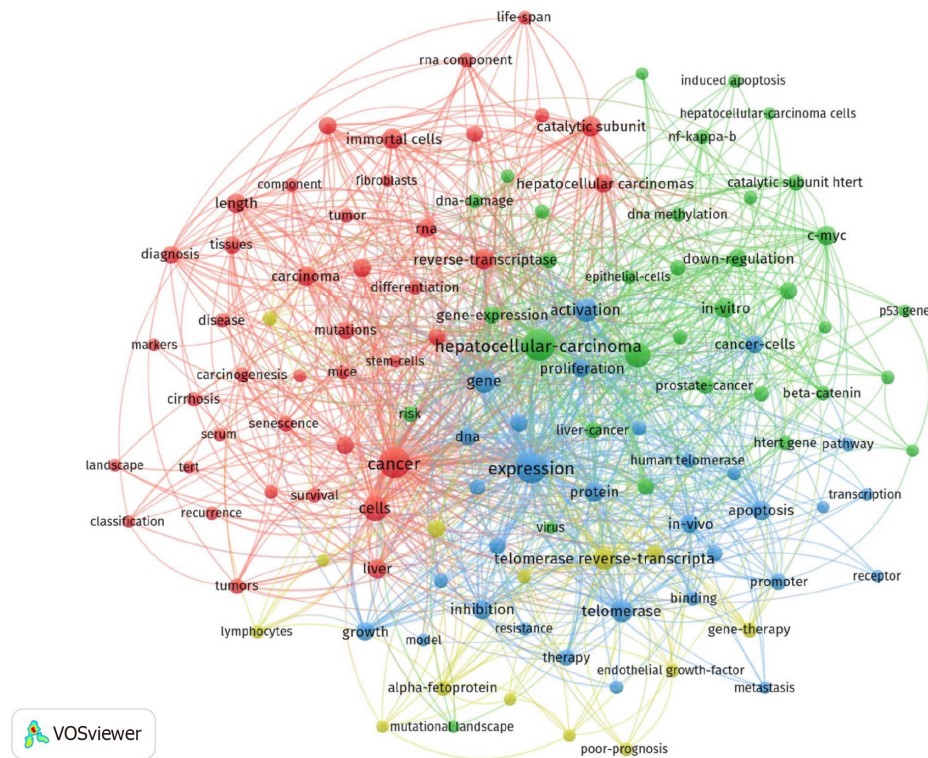 life-span
rna component
induced apoptosis
hepatocellular-carcinoma cells
catalytic subunit
nf-kappa-b
immortal cells
component
fibroblasts
hepatocellular carcinomas
catalytic subunit htert
length
dna-damage
tumor
rna
dna methylation
c-myc
diagnosis
tissues
reverse-transcriptase
down-regulation
carcinoma
epithelial-cells
differentiation
disease
mutations
gene-expression
activation
in-vitro
p53 gene
markers
hepatocellular-carcinoma
cancer-cells
stem-cells
carcinogenesis
mice
gene
proliferation
prostate-cancer
beta-catenin
cirrhosis
risk
serum
senescence
dna
liver-cancer
htert gene
pathway
landscape
tert
cancer
expression
human telomerase
survival
protein
transcription
classification
recurrence
cells
virus
in-vivo
apoptosis
liver
telomerase reverse-transcripta
tumors
promoter
receptor
binding
lymphocytes
growth
inhibition
telomerase
model
resistance
gene-therapy
therapy
endothelial growth-factor
alpha-fetoprotein
metastasis
mutational landscape
poor-prognosis
VOSviewer